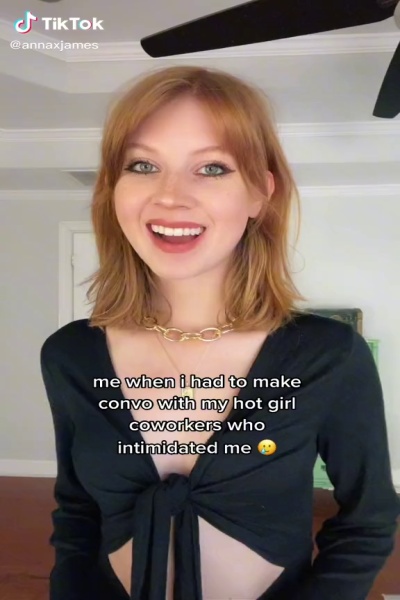 TikTok
@annaxjames
me when i had to make
convo with my hot girl
coworkers who
intimidated me 🥲